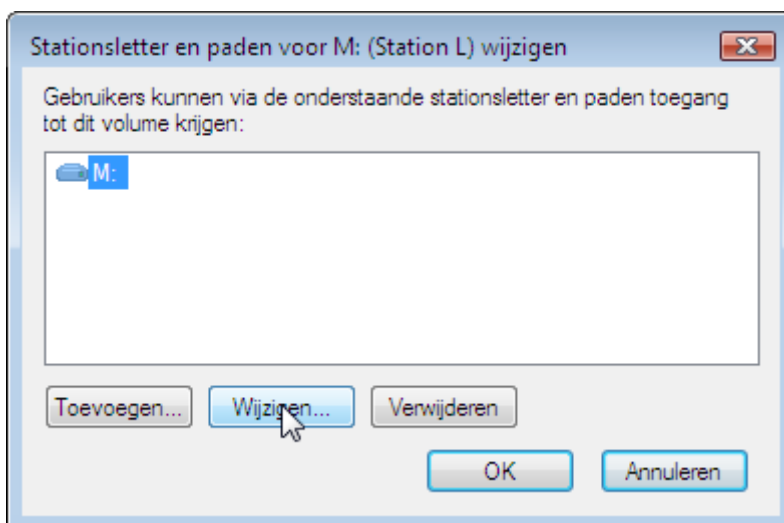 Stationsletter en paden voor M: (Station L) wijzigen
Gebruikers kunnen via de onderstaande stationsletter en paden toegang
tot dit volume krijgen:
M:
Toevoegen... Wijzigen... Verwijderen
OK Annuleren